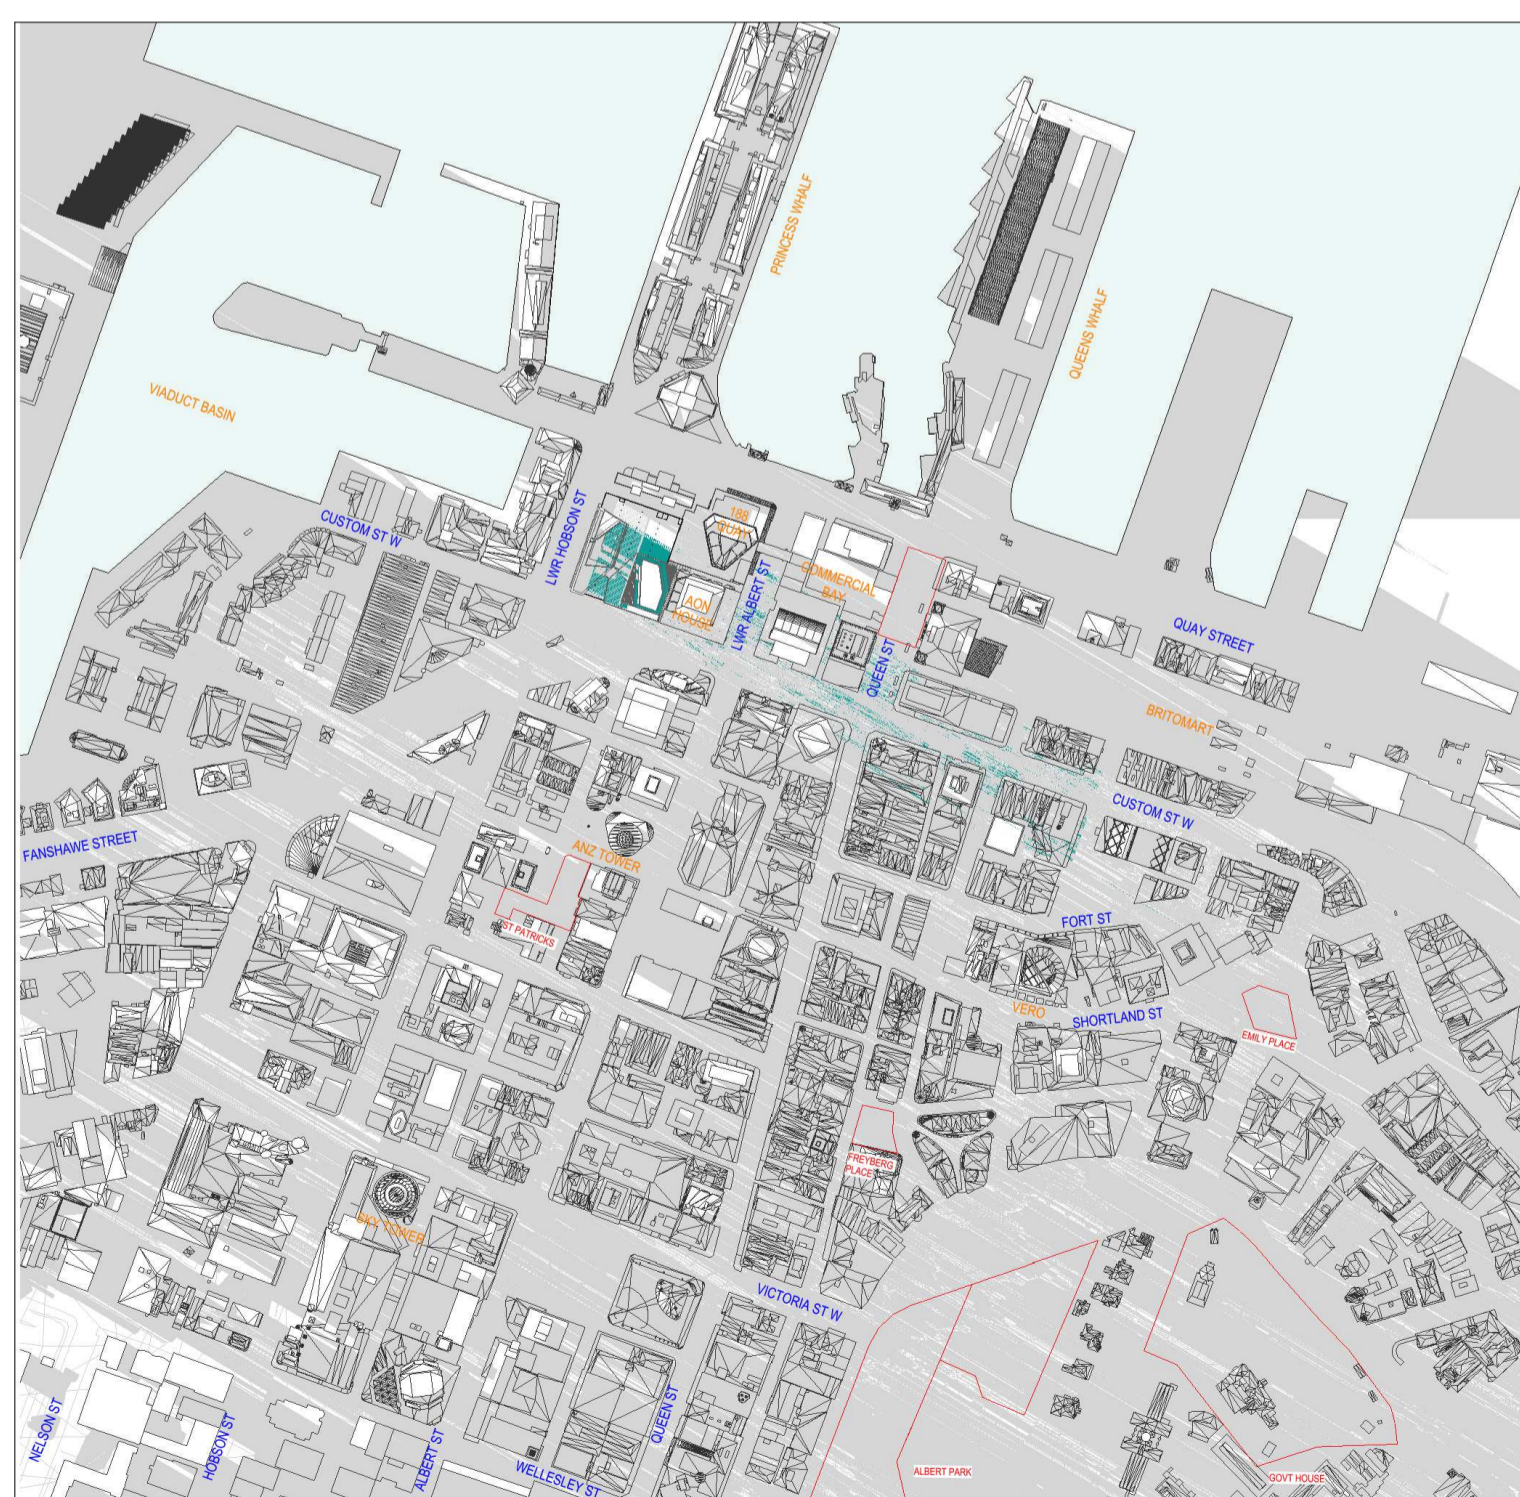 PRINCESS WHALF
QUEENS WHALF
VIADUCT BASIN
CUSTOM ST W
LWR HOBSON ST
188
QUAY
COMMERCIAL
BAY
AON
HOUSE
LWR ALBERT ST
QUEEN ST
QUAY STREET
BRITOMART
CUSTOM ST W
FANSHAWE STREET
ANZ TOWER
ST PATRICKS
FORT ST
VERO
SHORTLAND ST
EMILY PLACE
FREYBERG
PLACE
SKY TOWER
VICTORIA ST W
NELSON ST
HOBSON ST
ALBERT ST
WELLESLEY ST
QUEEN ST
ALBERT PARK
GOVT HOUSE